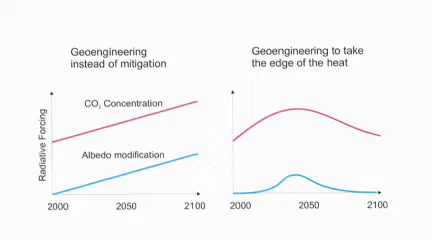 Geoengineering
instead of mitigation
Geoengineering to take
the edge of the heat
CO₂ Concentration
Albedo modification
Radiative Forcing
2000 2050 2100
2000 2050 2100